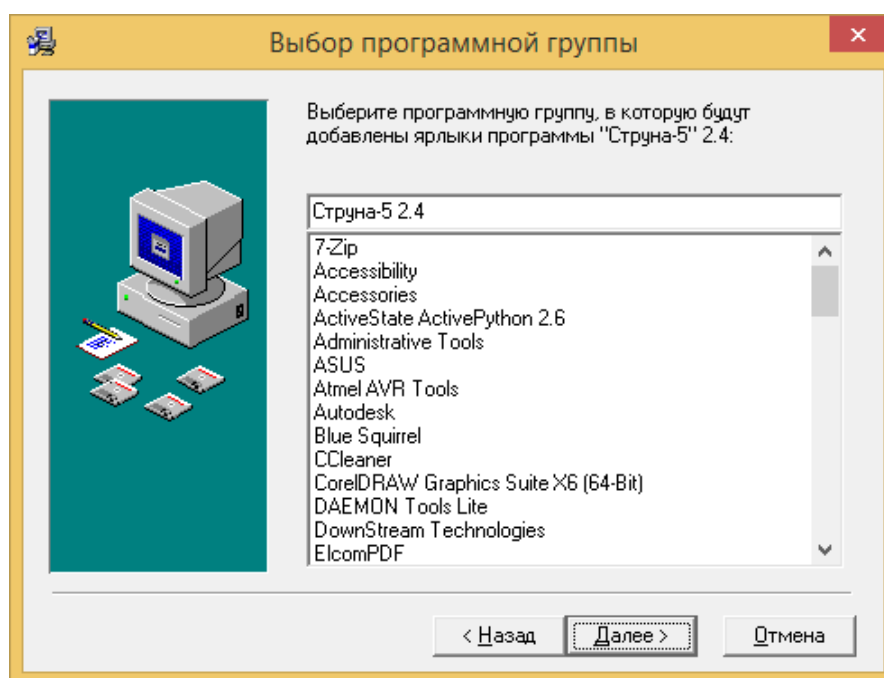 Выбор программной группы
Выберите программную группу, в которую будут
добавлены ярлыки программы "Струна-5" 2.4:
Струна-5 2.4
7-Zip
Accessibility
Accessories
ActiveState ActivePython 2.6
Administrative Tools
ASUS
Atmel AVR Tools
Autodesk
Blue Squirrel
CCleaner
CorelDRAW Graphics Suite X6 (64-Bit)
DAEMON Tools Lite
DownStream Technologies
ElcomPDF
< Назад Далее > Отмена